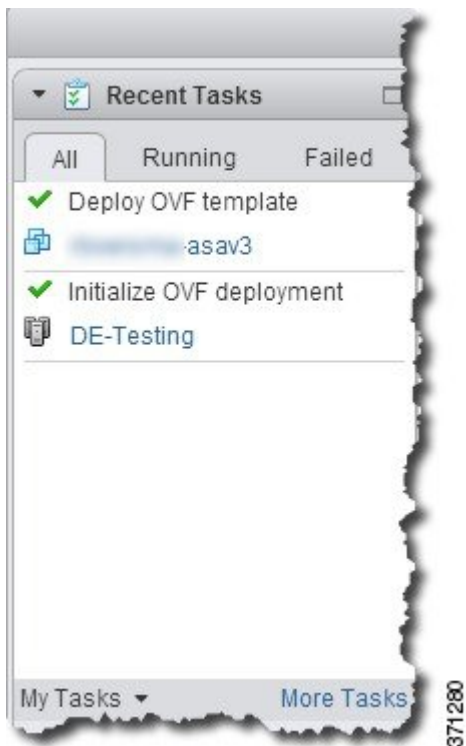 Recent Tasks
All Running Failed
Deploy OVF template
-asav3
Initialize OVF deployment
DE-Testing
My Tasks More Tasks
371280